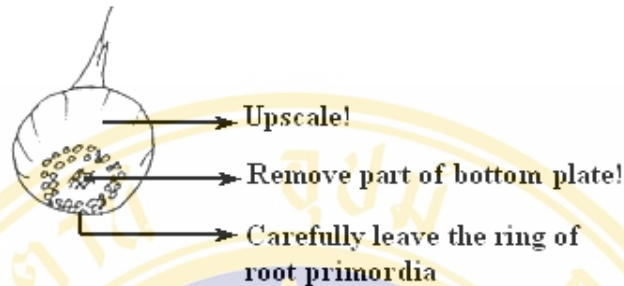 Upscale!
Remove part of bottom plate!
Carefully leave the ring of
root primordia